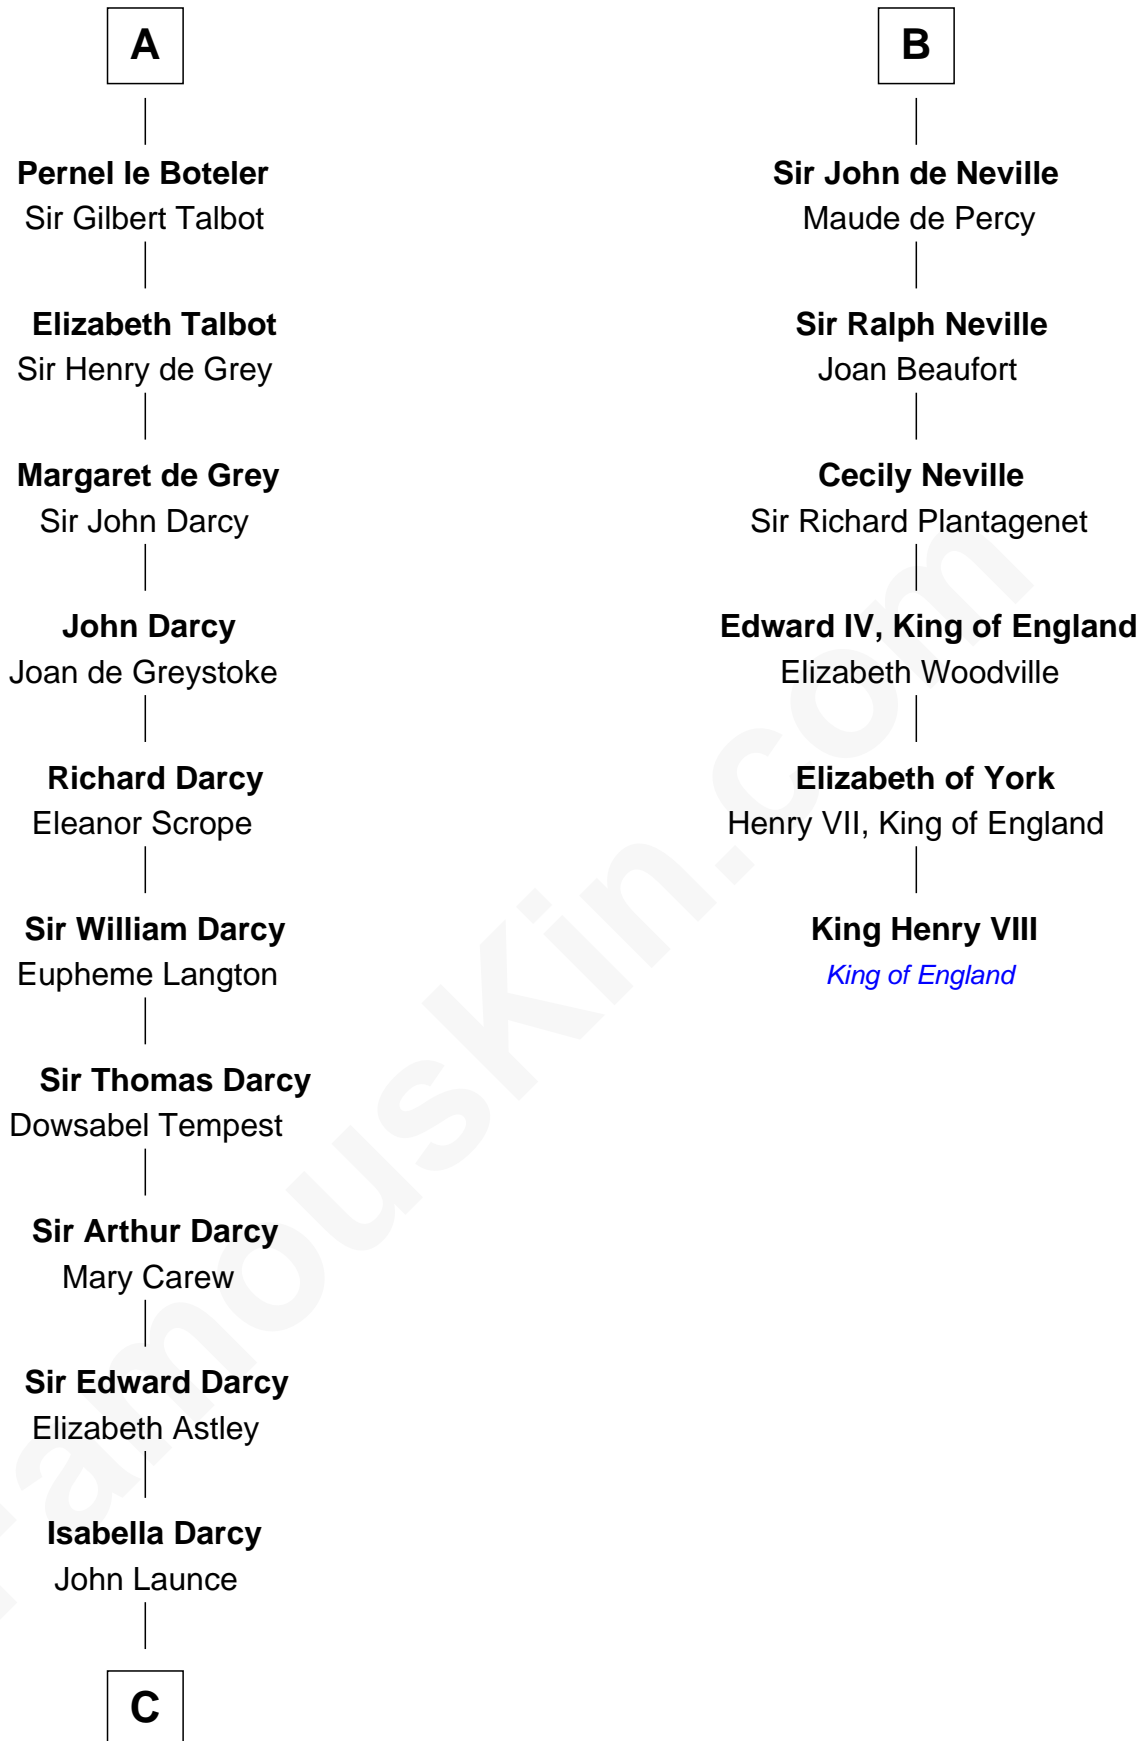 A
Pernel le Boteler
Sir Gilbert Talbot
Elizabeth Talbot
Sir Henry de Grey
Margaret de Grey
Sir John Darcy
John Darcy
Joan de Greystoke
Richard Darcy
Eleanor Scrope
Sir William Darcy
Eupheme Langton
Sir Thomas Darcy
Dowsabel Tempest
Sir Arthur Darcy
Mary Carew
Sir Edward Darcy
Elizabeth Astley
Isabella Darcy
John Launce
C
B
Sir John de Neville
Maude de Percy
Sir Ralph Neville
Joan Beaufort
Cecily Neville
Sir Richard Plantagenet
Edward IV, King of England
Elizabeth Woodville
Elizabeth of York
Henry VII, King of England
King Henry VIII
King of England
FamousKin.com